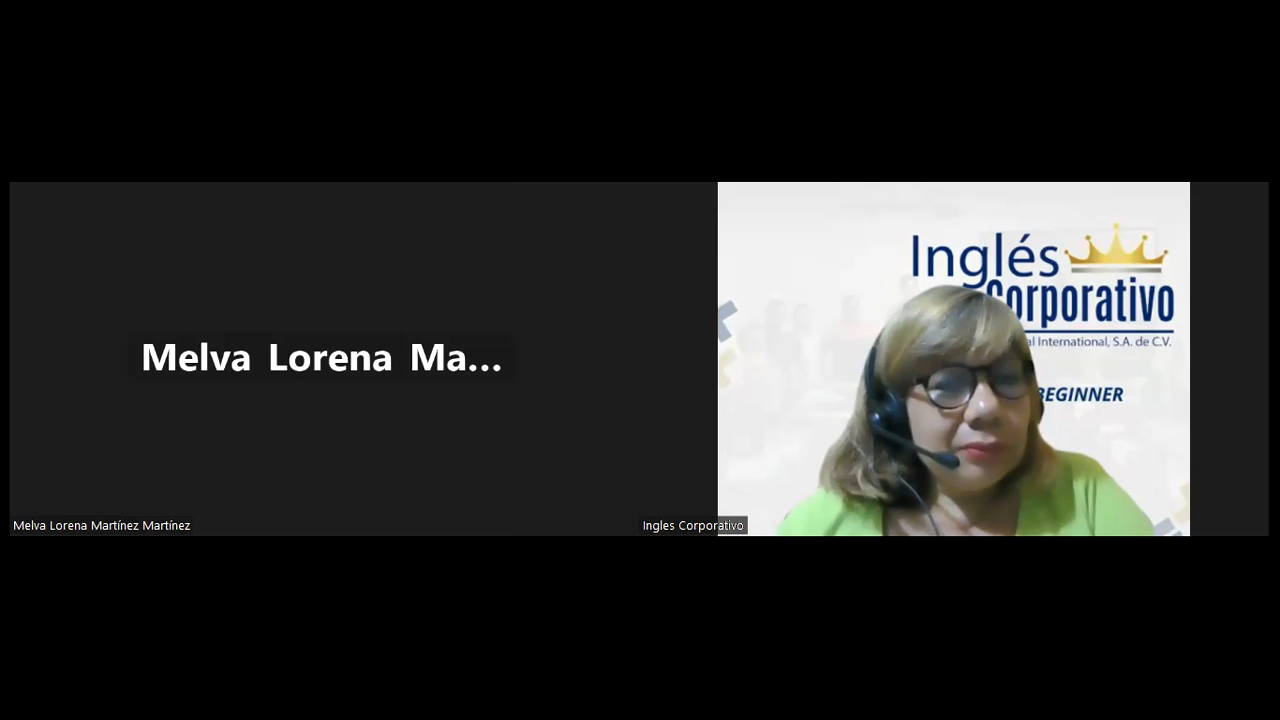 Melva Lorena Ma...
Melva Lorena Martínez Martínez
Inglés
Corporativo
al International, S.A. de C.V.
BEGINNER
Ingles Corporativo